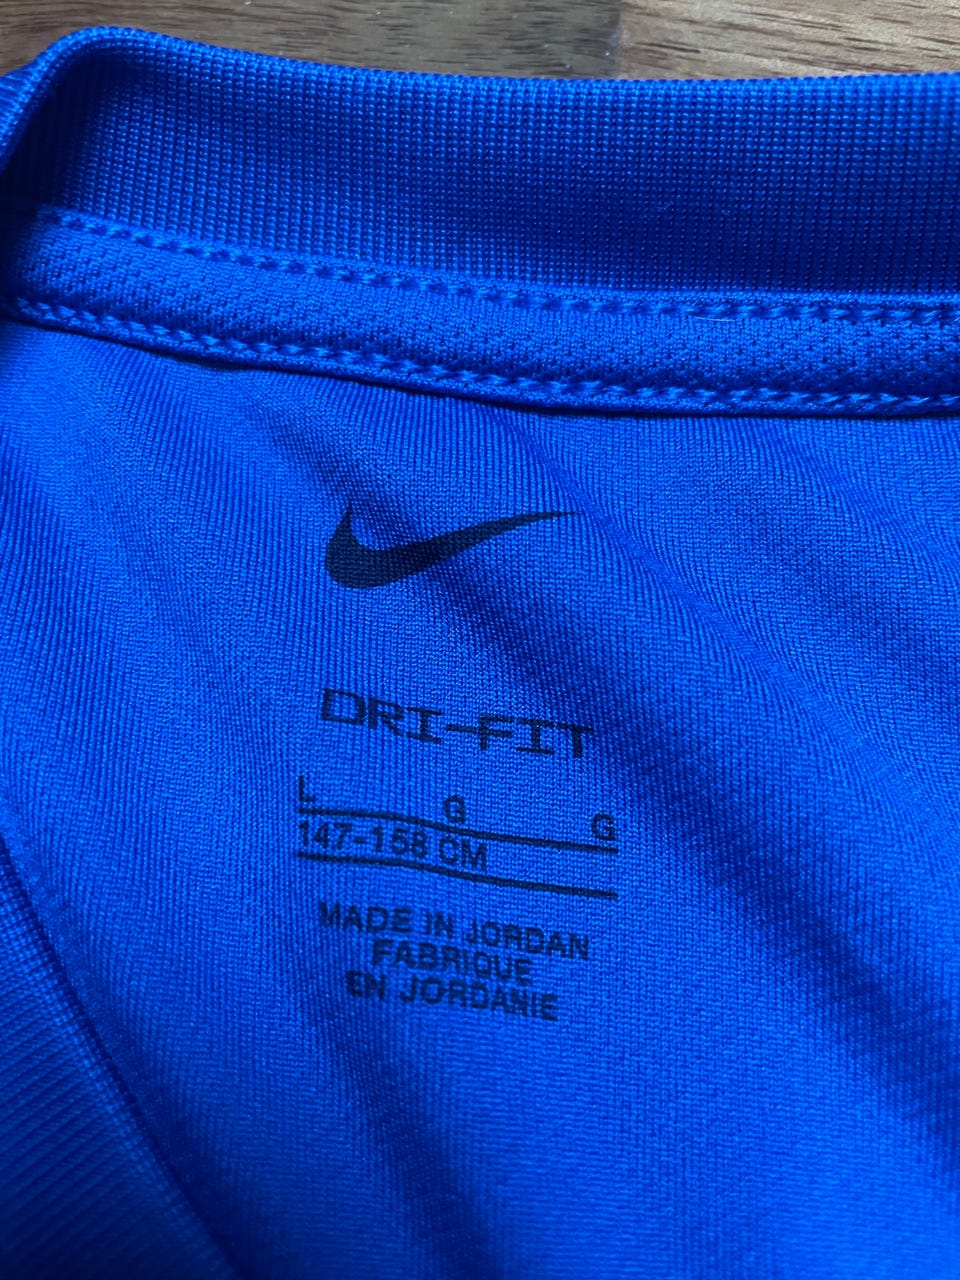 DRI-FIT
L G G
147-158 CM
MADE IN JORDAN
FABRIQUE
EN JORDANIE